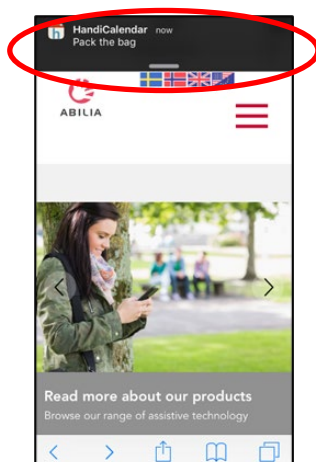 HandiCalendar now
Pack the bag
ABILIA
Read more about our products
Browse our range of assistive technology